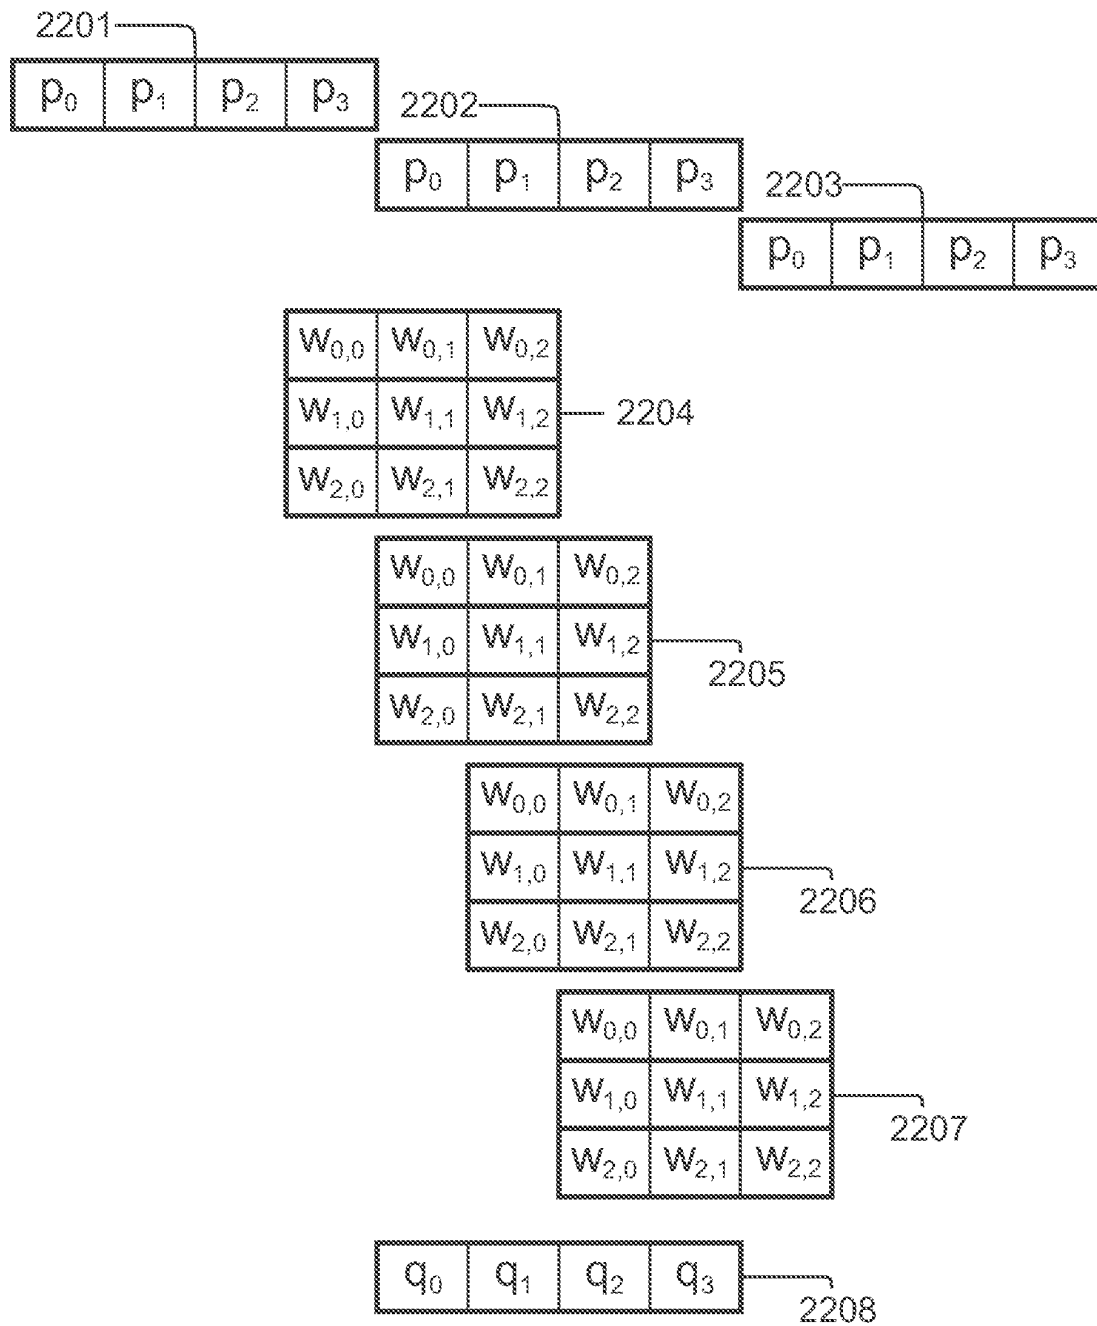 2201
p₀ p₁ p₂ p₃
2202
p₀ p₁ p₂ p₃
2203
p₀ p₁ p₂ p₃
w₀,₀ w₀,₁ w₀,₂
w₁,₀ w₁,₁ w₁,₂
2204
w₂,₀ w₂,₁ w₂,₂
w₀,₀ w₀,₁ w₀,₂
w₁,₀ w₁,₁ w₁,₂
2205
w₂,₀ w₂,₁ w₂,₂
w₀,₀ w₀,₁ w₀,₂
w₁,₀ w₁,₁ w₁,₂
2206
w₂,₀ w₂,₁ w₂,₂
w₀,₀ w₀,₁ w₀,₂
w₁,₀ w₁,₁ w₁,₂
2207
w₂,₀ w₂,₁ w₂,₂
q₀ q₁ q₂ q₃
2208